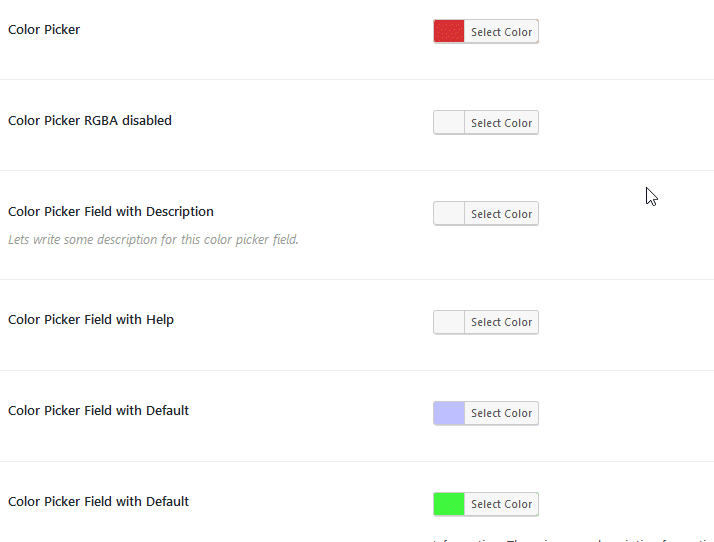 Color Picker
Select Color
Color Picker RGBA disabled
Select Color
Color Picker Field with Description
Select Color
Lets write some description for this color picker field.
Color Picker Field with Help
Select Color
Color Picker Field with Default
Select Color
Color Picker Field with Default
Select Color